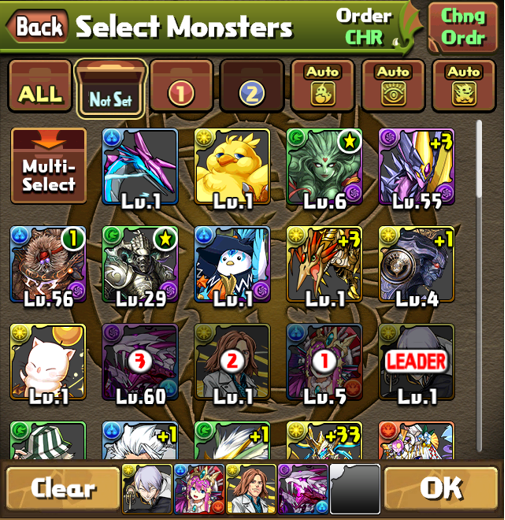 Back Select Monsters Order CHR Chng Ordr
ALL Not Set 1 2 Auto Auto Auto
Multi-Select
Lv.1 Lv.1 Lv.6 +3 Lv.55
1 Lv.56 Lv.29 Lv.1 +3 Lv.1 +1 Lv.4
Lv.1 3 Lv.60 2 Lv.1 1 Lv.5 LEADER Lv.1
+1 +1 +33
Clear OK